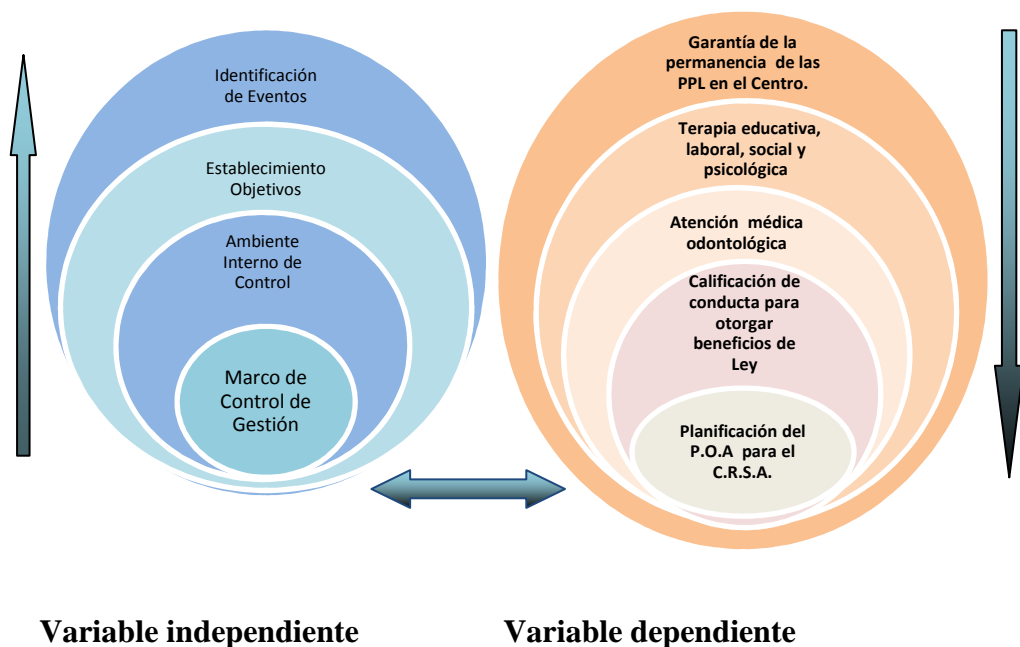 Identificación
de Eventos
Establecimiento
Objetivos
Ambiente
Interno de
Control
Marco de
Control de
Gestión
Garantía de la
permanencia de las
PPL en el Centro.
Terapia educativa,
laboral, social y
psicológica
Atención médica
odontológica
Calificación de
conducta para
otorgar
beneficios de
Ley
Planificación del
P.O.A para el
C.R.S.A.
Variable independiente
Variable dependiente